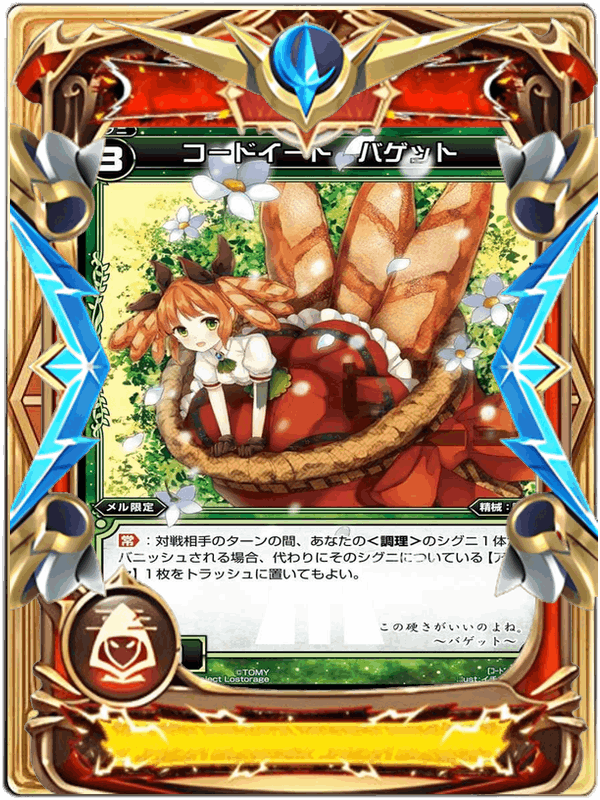 3
コードイート　バゲット
メル限定
精械：
常：対戦相手のターンの間、あなたの＜調理＞のシグニ１体
バニッシュされる場合、代わりにそのシグニについている【ア
】１枚をトラッシュに置いてもよい。
この硬さがいいのよね。
～バゲット～
©TOMY
ject Lostorage